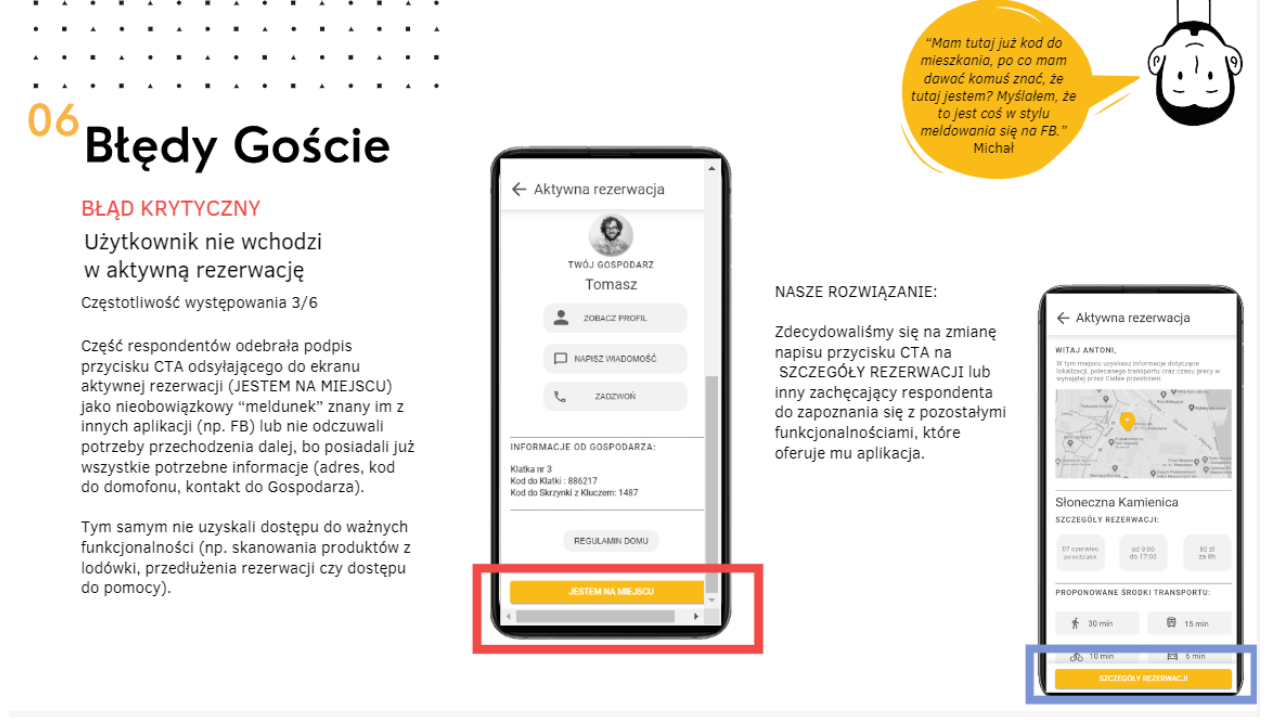 “Mam tutaj już kod do
mieszkania, po co mam
dawać komuś znać, że
tutaj jestem? Myślałem, że
to jest coś w stylu
meldowania się na FB.”
Michał
06
Błędy Goście
BŁĄD KRYTYCZNY
Użytkownik nie wchodzi
w aktywną rezerwację
Częstotliwość występowania 3/6
Część respondentów odebrała podpis
przycisku CTA odsyłającego do ekranu
aktywnej rezerwacji (JESTEM NA MIEJSCU)
jako nieobowiązkowy “meldunek” znany im z
innych aplikacji (np. FB) lub nie odczuwali
potrzeby przechodzenia dalej, bo posiadali już
wszystkie potrzebne informacje (adres, kod
do domofonu, kontakt do Gospodarza).
Tym samym nie uzyskali dostępu do ważnych
funkcjonalności (np. skanowania produktów z
lodówki, przedłużenia rezerwacji czy dostępu
do pomocy).
Aktywna rezerwacja
TWÓJ GOSPODARZ
Tomasz
ZOBACZ PROFIL
NAPISZ WIADOMOŚĆ
ZADZWOŃ
INFORMACJE OD GOSPODARZA:
Klatka nr 3
Kod do Klatki : 886217
Kod do Skrzynki z Kluczem: 1487
REGULAMIN DOMU
JESTEM NA MIEJSCU
NASZE ROZWIĄZANIE:
Zdecydowaliśmy się na zmianę
napisu przycisku CTA na
SZCZEGÓŁY REZERWACJI lub
inny zachęcający respondenta
do zapoznania się z pozostałymi
funkcjonalnościami, które
oferuje mu aplikacja.
Aktywna rezerwacja
WITAJ ANTONI,
W tym miejscu uzyskasz informacje dotyczące
lokalizacji, polecanego transportu oraz czasu pracy w
wynajętej przez Ciebie przestrzeni.
Słoneczna Kamienica
SZCZEGÓŁY REZERWACJI:
07 czerwiec
poniedziałek
od 9:00
do 17:00
80 zł
za 8h
PROPONOWANE ŚRODKI TRANSPORTU:
30 min
15 min
10 min
6 min
SZCZEGÓŁY REZERWACJI